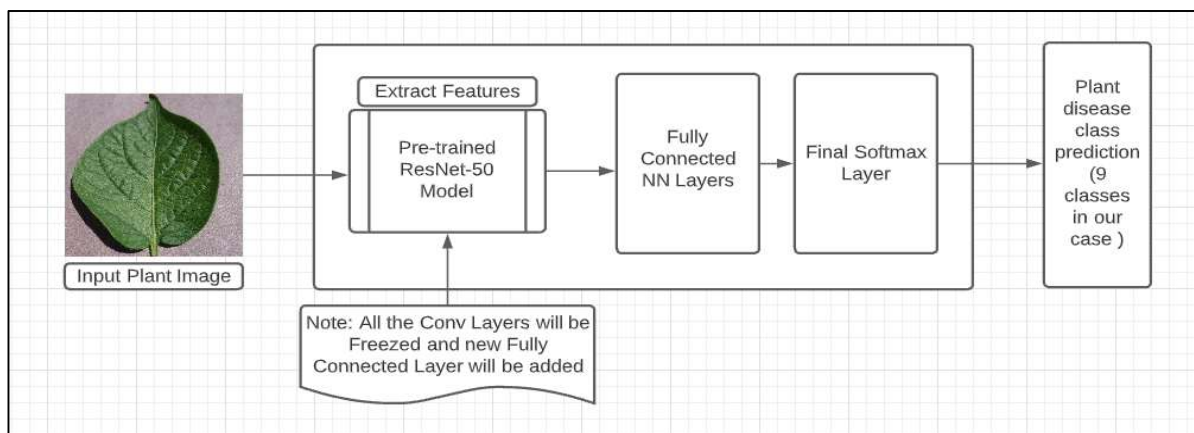 Input Plant Image
Extract Features
Pre-trained
ResNet-50
Model
Note: All the Conv Layers will be
Freezed and new Fully
Connected Layer will be added
Fully
Connected
NN Layers
Final Softmax
Layer
Plant
disease
class
prediction
(9
classes
in our
case )